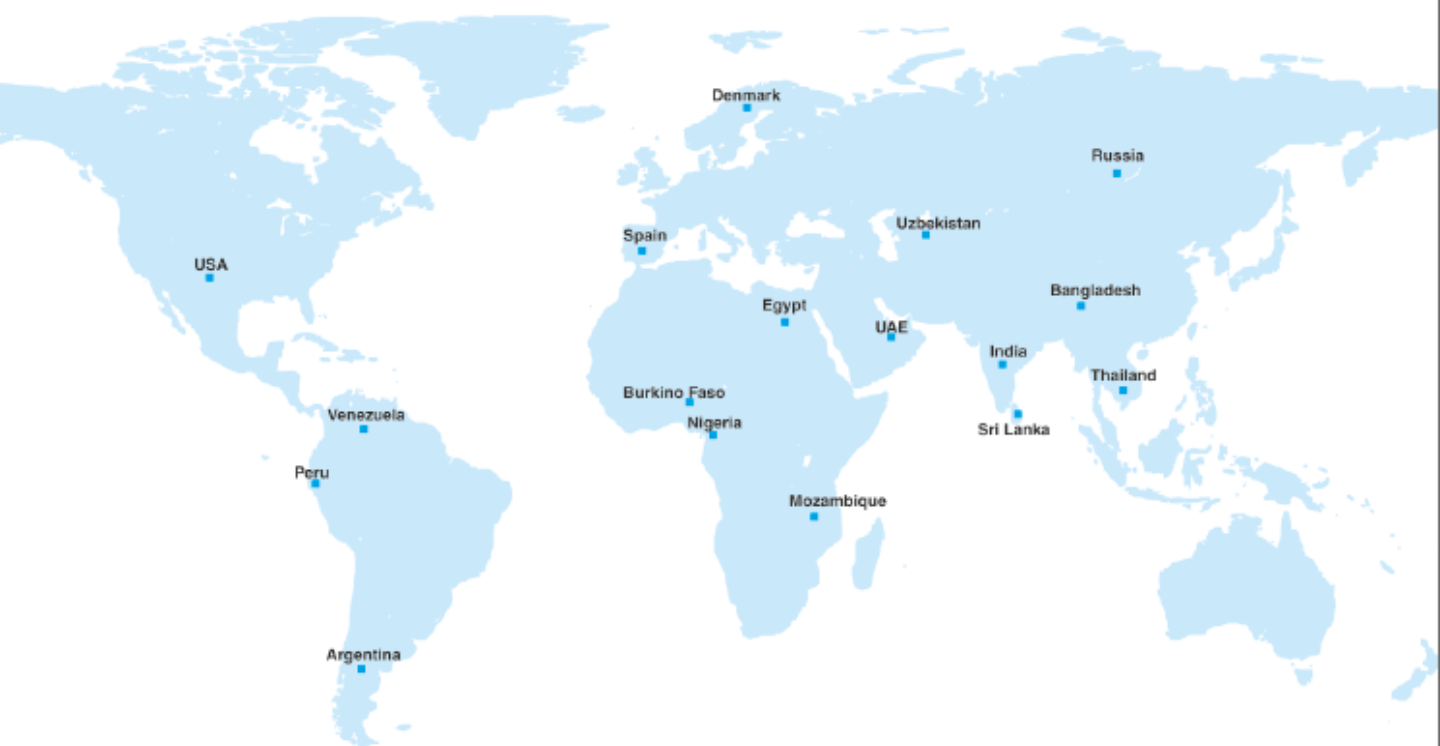 Denmark
Russia
Uzbekistan
Spain
USA
Bangladesh
Egypt
UAE
India
Thailand
Burkino Faso
Venezuela
Nigeria
Sri Lanka
Peru
Mozambique
Argentina